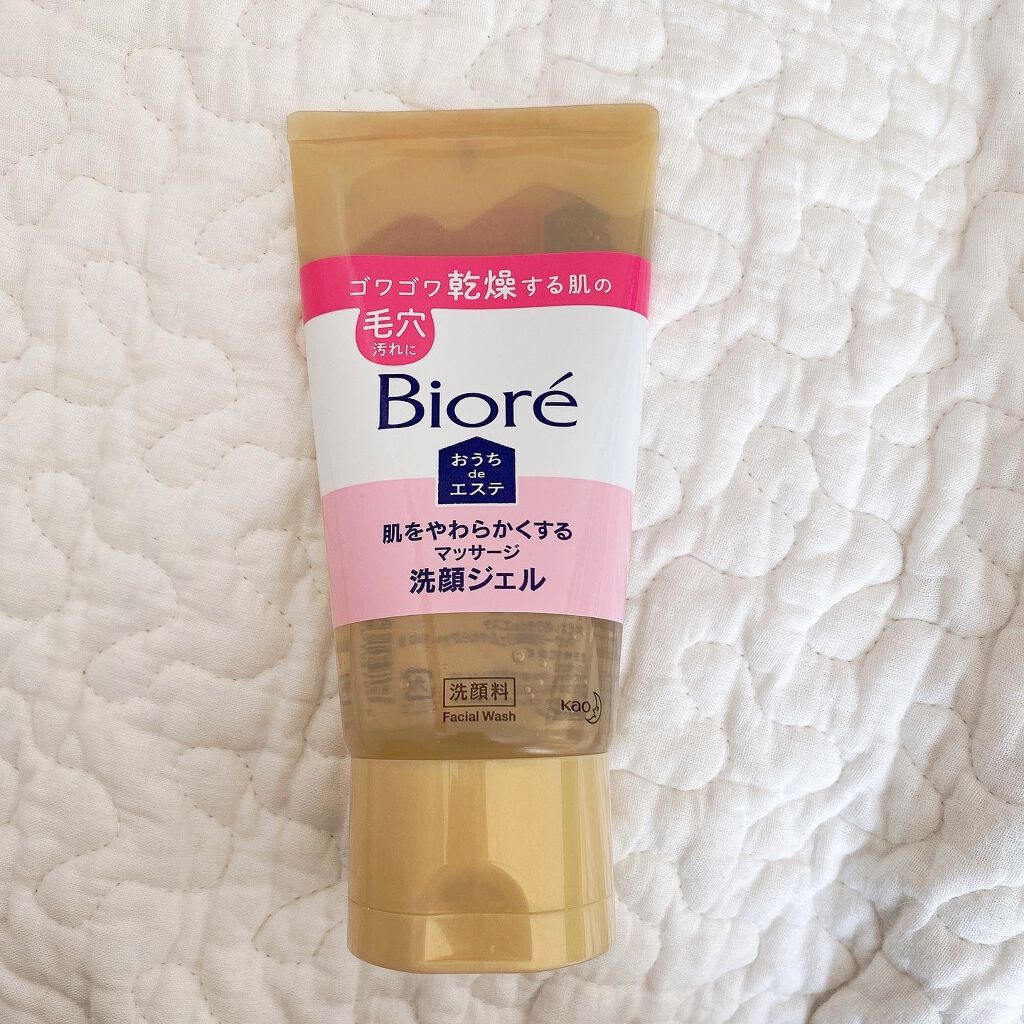 ゴワゴワ乾燥する肌の
毛穴
汚れに
Bioré
おうち
de
エステ
肌をやわらかくする
マッサージ
洗顔ジェル
洗顔料
Facial Wash
Kao